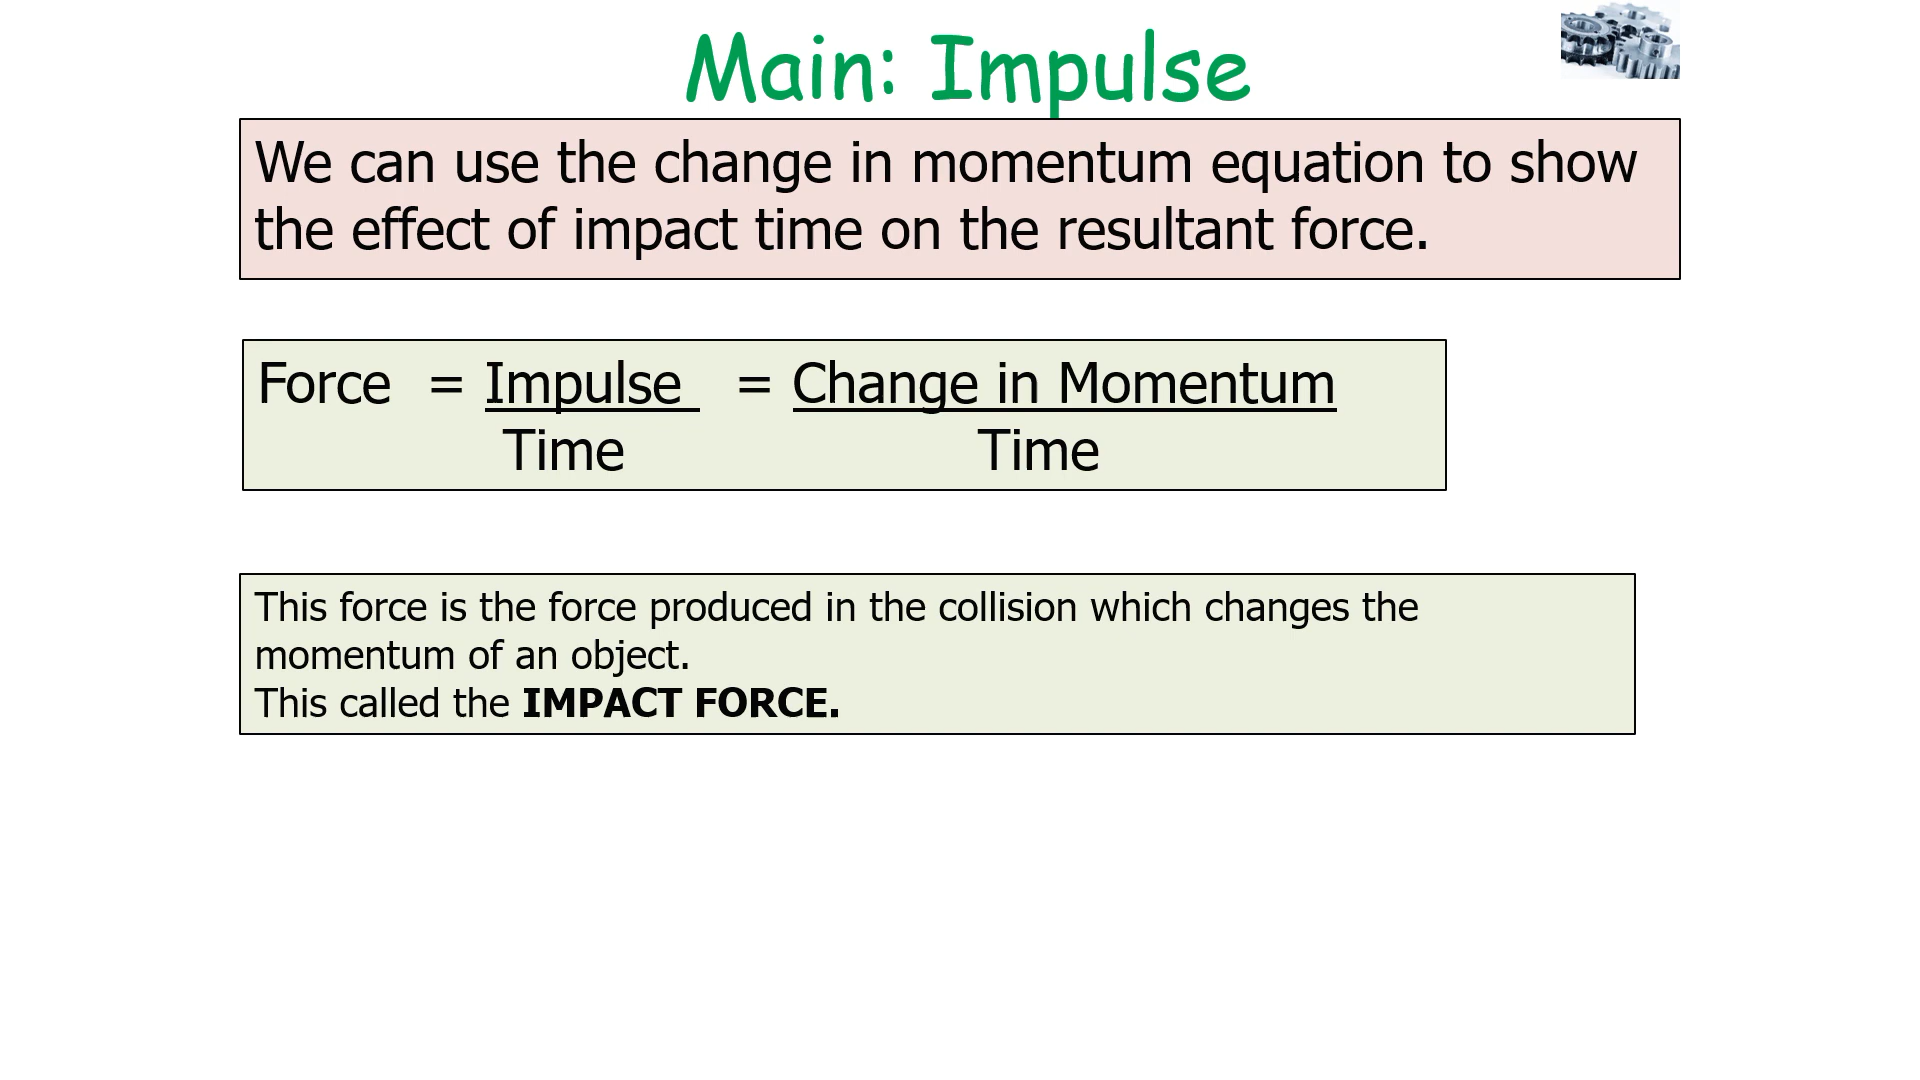 Main: Impulse
We can use the change in momentum equation to show
the effect of impact time on the resultant force.
Force = Impulse = Change in Momentum
Time Time
This force is the force produced in the collision which changes the
momentum of an object.
This called the IMPACT FORCE.